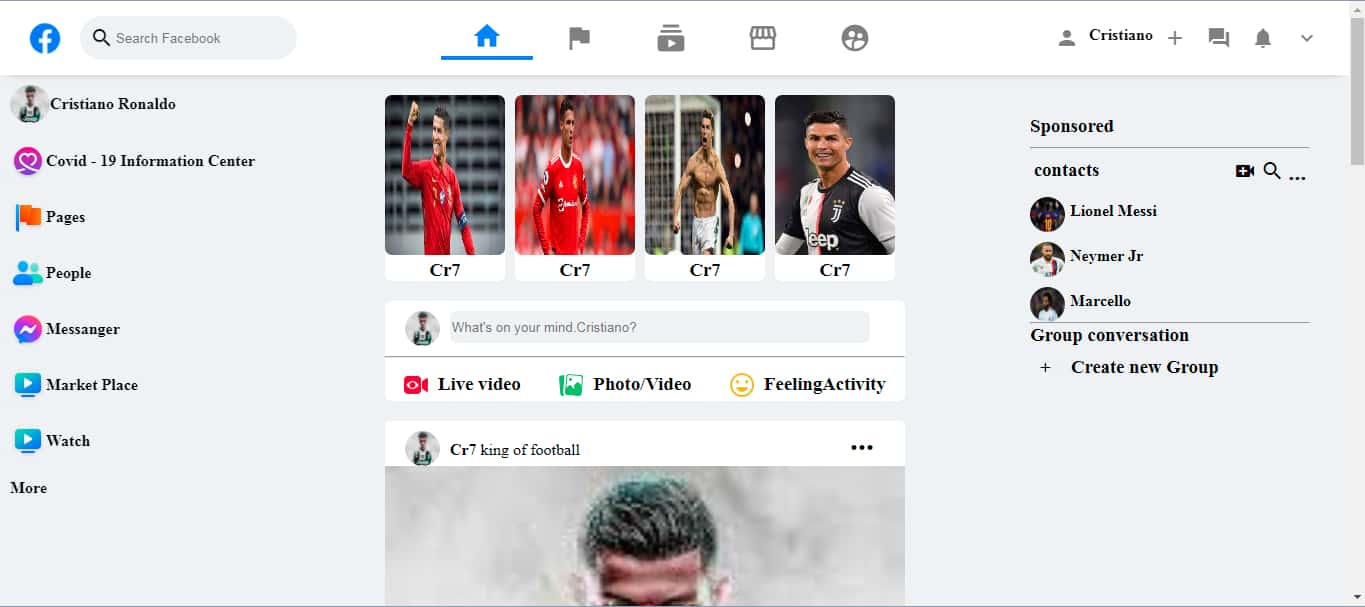 Search Facebook
Cristiano
Cristiano Ronaldo
Covid - 19 Information Center
Pages
People
Messanger
Market Place
Watch
More
Cr7
Cr7
Cr7
Cr7
Jeep
What's on your mind.Cristiano?
Live video
Photo/Video
FeelingActivity
Cr7 king of football
Sponsored
contacts
...
Lionel Messi
Neymer Jr
Marcello
Group conversation
+ Create new Group